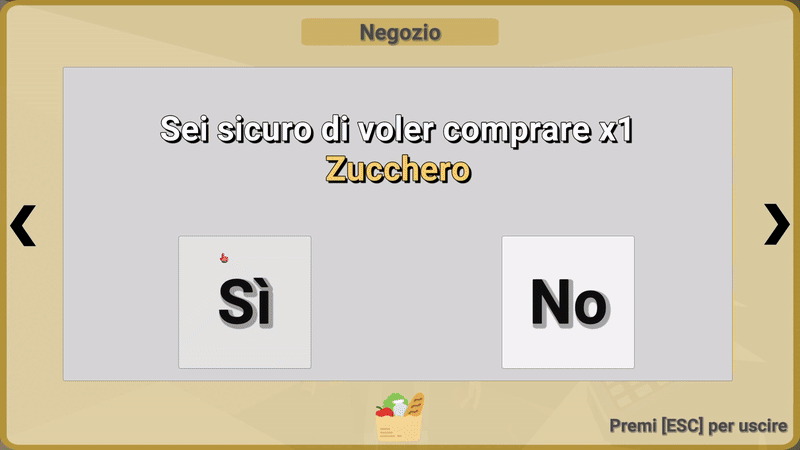 Negozio
Sei sicuro di voler comprare x1
Zucchero
Sì
No
Premi [ESC] per uscire